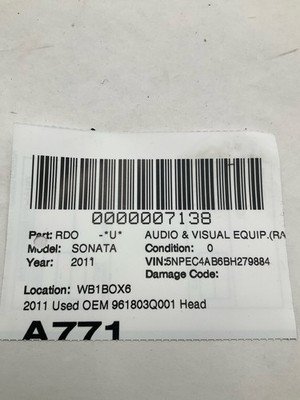 0000007138
Part: RDO -*U* AUDIO & VISUAL EQUIP.(RA
Model: SONATA Condition: 0
Year: 2011 VIN:5NPEC4AB6BH279884
Damage Code:
Location: WB1BOX6
2011 Used OEM 961803Q001 Head
A771